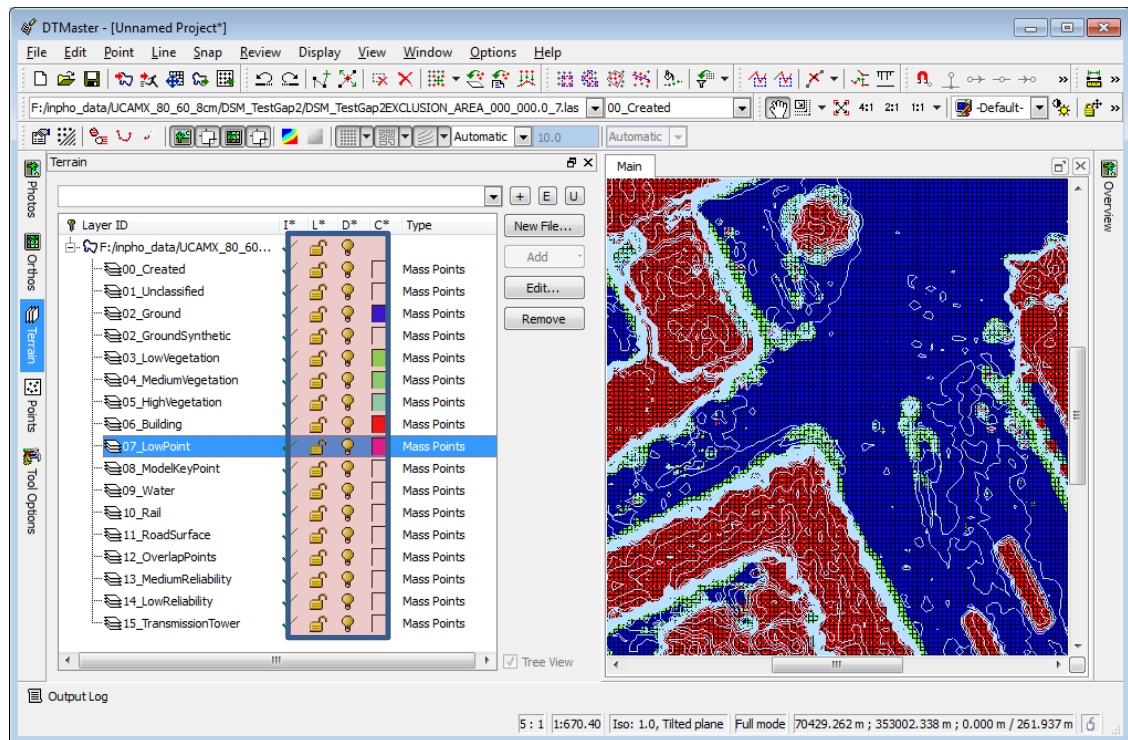 DTMaster - [Unnamed Project*]
File Edit Point Line Snap Review Display View Window Options Help
4:1 2:1 1:1 -Default-
F:/inpho_data/UCAMX_80_60_8cm/DSM_TestGap2/DSM_TestGap2EXCLUSION_AREA_000_000.0_7.las 00_Created
Automatic 10.0 Automatic
Photos
Orthos
Terrain
Points
Tool Options
Terrain
+ E U
Layer ID I* L* D* C* Type
F:/inpho_data/UCAMX_80_60...
00_Created Mass Points
01_Unclassified Mass Points
02_Ground Mass Points
02_GroundSynthetic Mass Points
03_LowVegetation Mass Points
04_MediumVegetation Mass Points
05_HighVegetation Mass Points
06_Building Mass Points
07_LowPoint Mass Points
08_ModelKeyPoint Mass Points
09_Water Mass Points
10_Rail Mass Points
11_RoadSurface Mass Points
12_OverlapPoints Mass Points
13_MediumReliability Mass Points
14_LowReliability Mass Points
15_TransmissionTower Mass Points
New File...
Add
Edit...
Remove
Tree View
Main
Overview
Output Log
5 : 1 1:670.40 Iso: 1.0, Tilted plane Full mode 70429.262 m ; 353002.338 m ; 0.000 m / 261.937 m